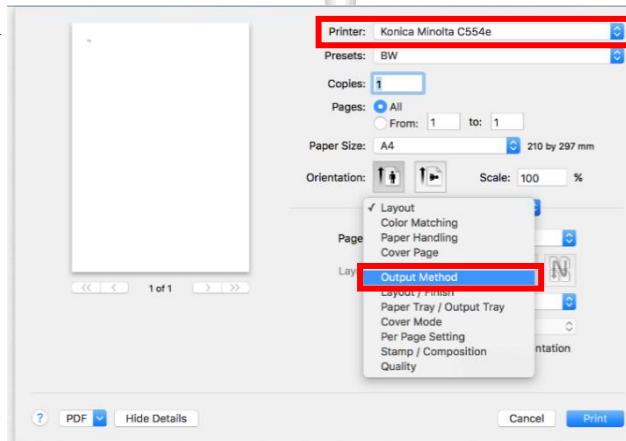 Printer: Konica Minolta C554e
Presets: BW
Copies: 1
Pages: All
From: 1 to: 1
Paper Size: A4 210 by 297 mm
Orientation: Scale: 100 %
✓ Layout
Color Matching
Page
Paper Handling
Cover Page
Lay
Output Method
Layout / Finish
Paper Tray / Output Tray
Cover Mode
Per Page Setting
Stamp / Composition
ntation
Quality
1 of 1
? PDF Hide Details Cancel Print